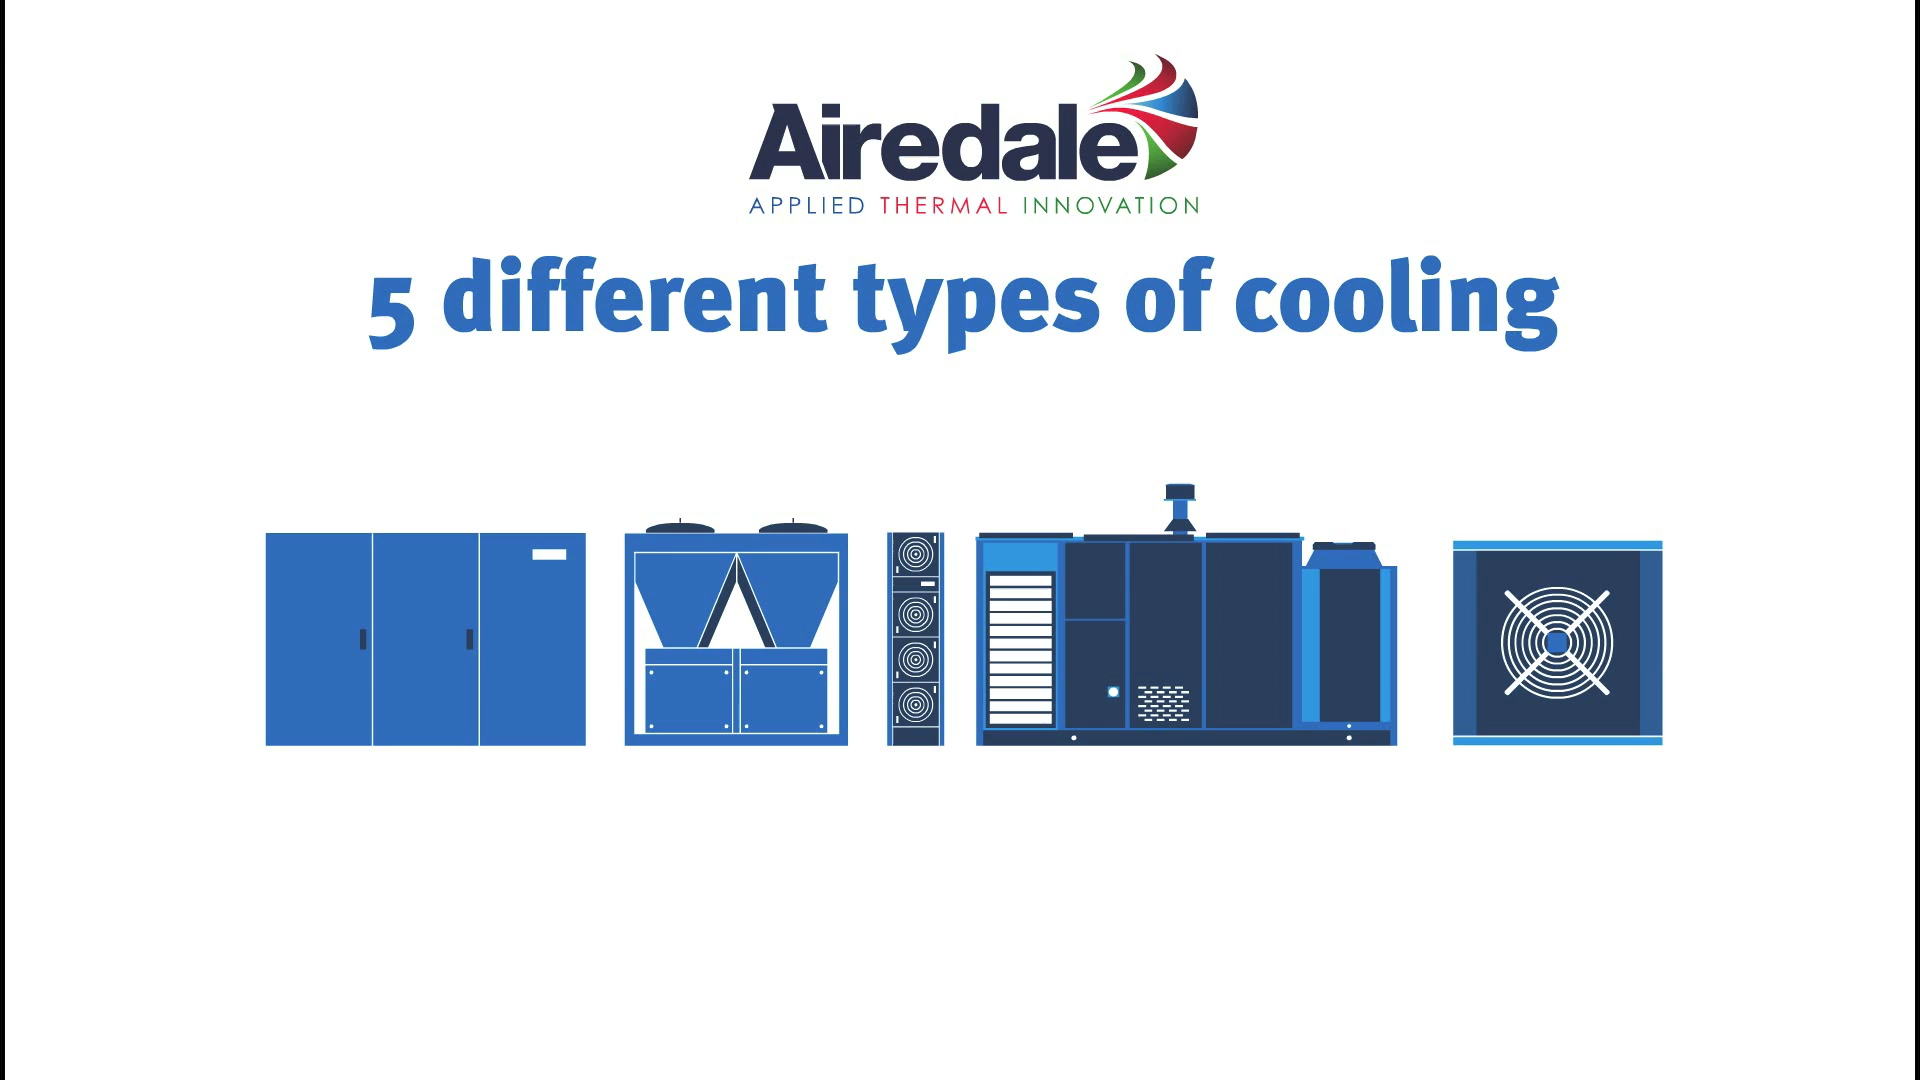 Airedale
APPLIED THERMAL INNOVATION
5 different types of cooling